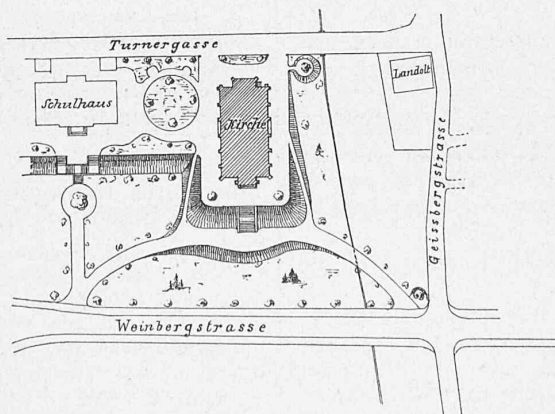 Turnergasse
Landolt
Schulhaus
Kirche
Geissbergstrasse
Weinbergstrasse